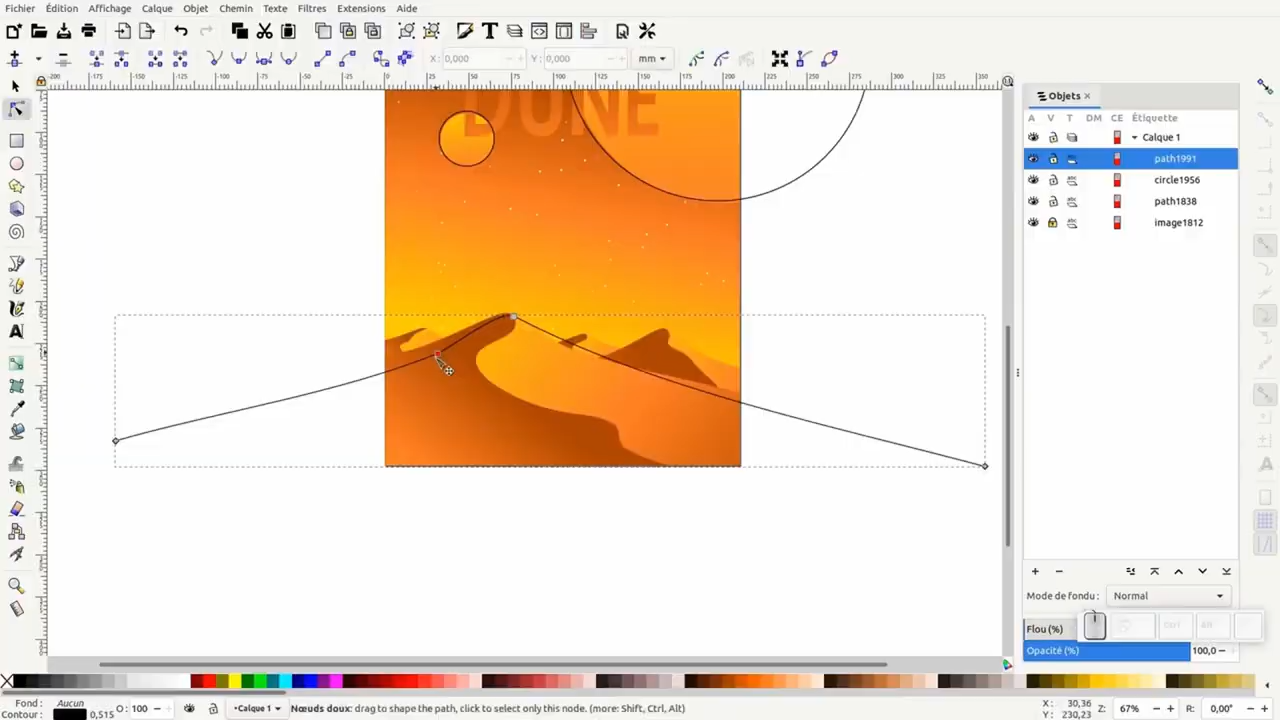 Fichier Édition Affichage Calque Objet Chemin Texte Filtres Extensions Aide
X: 0,000 Y: 0,000 mm
DUNE
Objets
A V T DM CE Étiquette
Calque 1
path1991
circle1956
path1838
image1812
Mode de fondu : Normal
Flou (%)
Opacité (%) 100,0
Fond : Aucun
Contour : 0,515
O: 100
•Calque 1
Nœuds doux: drag to shape the path, click to select only this node. (more: Shift, Ctrl, Alt)
X: 30,36
Y: 230,23
Z: 67%
R: 0,00°